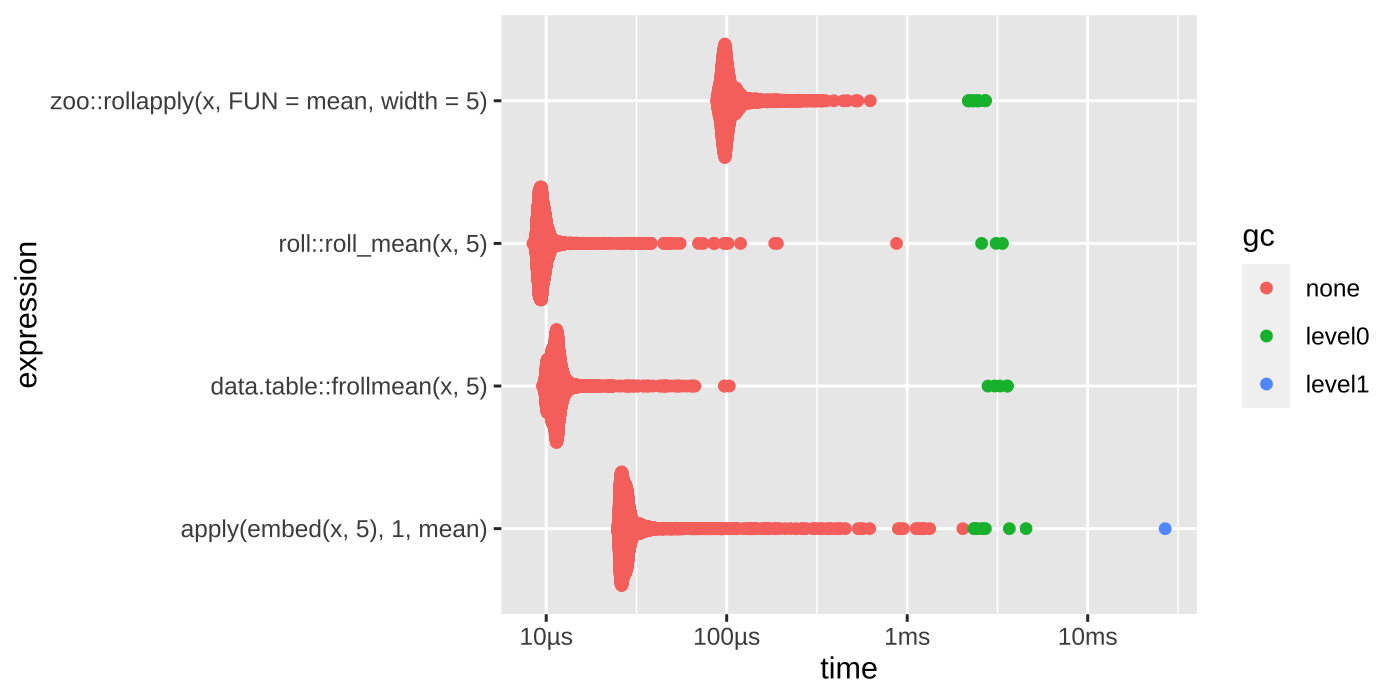 expression
zoo::rollapply(x, FUN = mean, width = 5)
roll::roll_mean(x, 5)
data.table::frollmean(x, 5)
apply(embed(x, 5), 1, mean)
10µs 100µs 1ms 10ms
time
gc
none
level0
level1